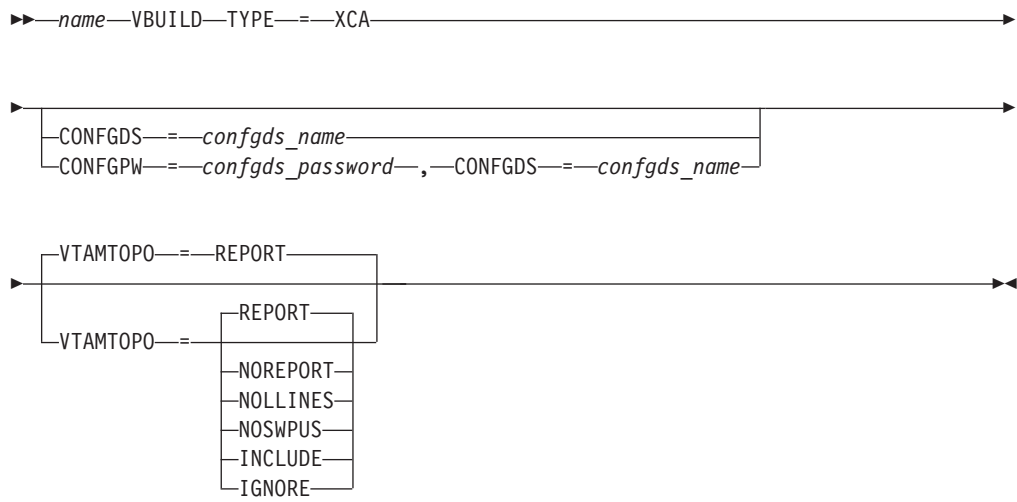 name VBUILD TYPE = XCA
CONFGDS = confgds_name
CONFGPW = confgds_password , CONFGDS = confgds_name
VTAMTOPO = REPORT
VTAMTOPO =
REPORT
NOREPORT
NOLLINES
NOSWPUS
INCLUDE
IGNORE